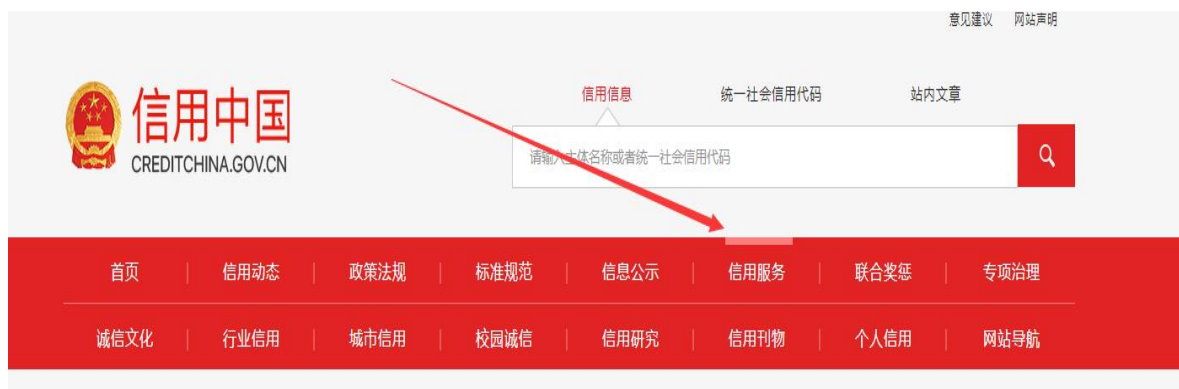 意见建议 网站声明
信用中国
CREDITCHINA.GOV.CN
信用信息 统一社会信用代码 站内文章
请输入主体名称或者统一社会信用代码
首页 信用动态 政策法规 标准规范 信息公示 信用服务 联合奖惩 专项治理
诚信文化 行业信用 城市信用 校园诚信 信用研究 信用刊物 个人信用 网站导航